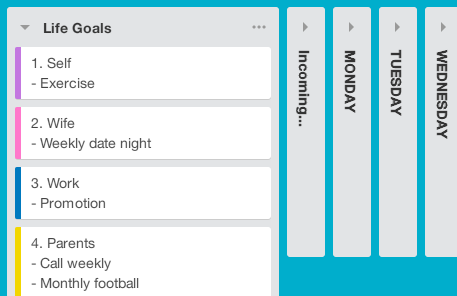 Life Goals
1. Self
- Exercise
2. Wife
- Weekly date night
3. Work
- Promotion
4. Parents
- Call weekly
- Monthly football
Incoming...
MONDAY
TUESDAY
WEDNESDAY